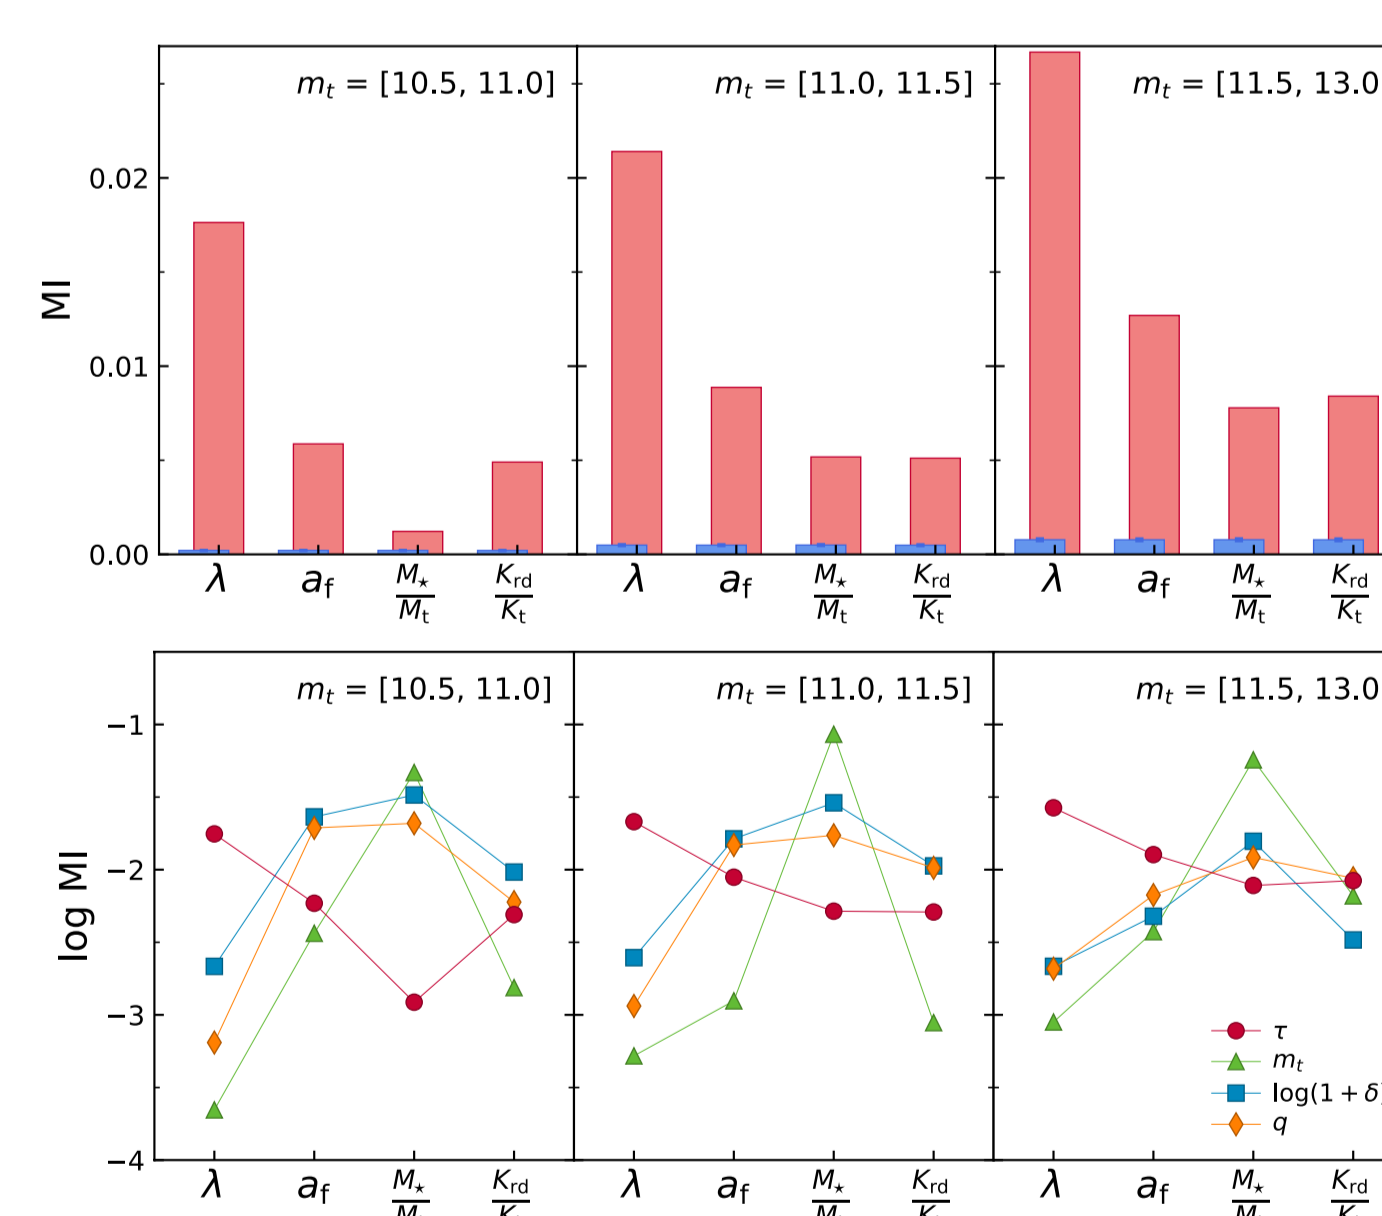 m_t = [10.5, 11.0]
m_t = [11.0, 11.5]
m_t = [11.5, 13.0
0.02
0.01
0.00
MI
λ a_f M⋆/M_t K_rd/K_t
λ a_f M⋆/M_t K_rd/K_t
λ a_f M⋆/M_t K_rd/K_t
m_t = [10.5, 11.0]
m_t = [11.0, 11.5]
m_t = [11.5, 13.0
−1
−2
−3
−4
log MI
τ
m_t
log(1 + δ)
q
λ a_f M⋆ K_rd
λ a_f M⋆ K_rd
λ a_f M⋆ K_rd